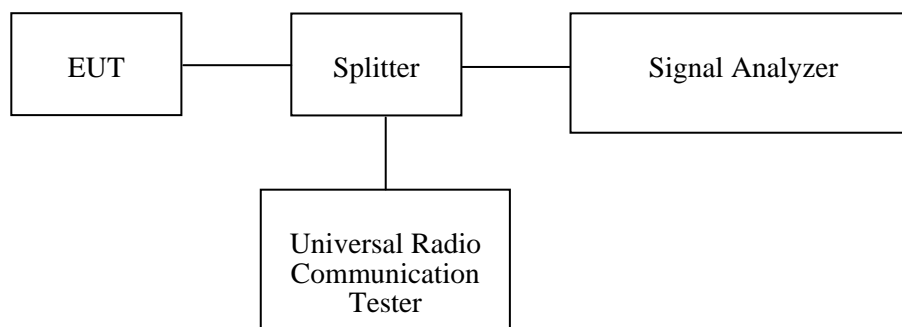 EUT
Splitter
Signal Analyzer
Universal Radio
Communication
Tester